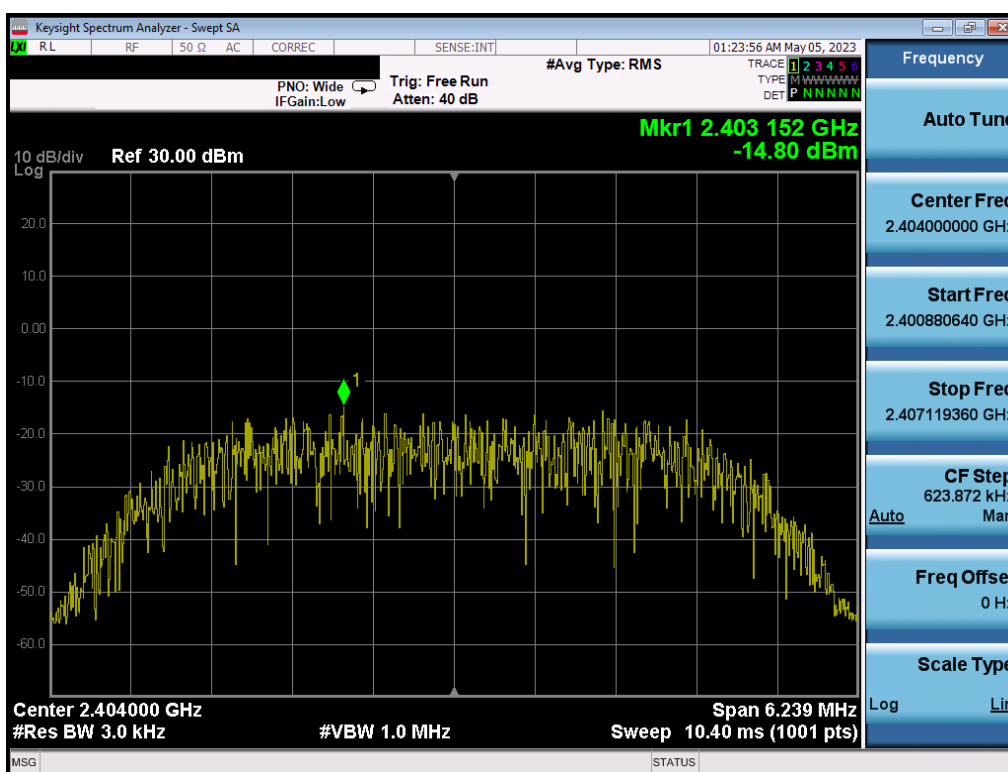 Keysight Spectrum Analyzer - Swept SA
LXI RL RF 50 Ω AC CORREC SENSE:INT 01:23:56 AM May 05, 2023
#Avg Type: RMS TRACE 1 2 3 4 5 6
PNO: Wide Trig: Free Run TYPE M W W W W W
IFGain:Low Atten: 40 dB DET P N N N N N
Mkr1 2.403 152 GHz
-14.80 dBm
10 dB/div Ref 30.00 dBm
Log
20.0
10.0
0.00
1
-10.0
-20.0
-30.0
-40.0
-50.0
-60.0
Center 2.404000 GHz Span 6.239 MHz
#Res BW 3.0 kHz #VBW 1.0 MHz Sweep 10.40 ms (1001 pts)
MSG STATUS
Frequency
Auto Tune
Center Freq
2.404000000 GHz
Start Freq
2.400880640 GHz
Stop Freq
2.407119360 GHz
CF Step
623.872 kHz
Auto Man
Freq Offset
0 Hz
Scale Type
Log Lin